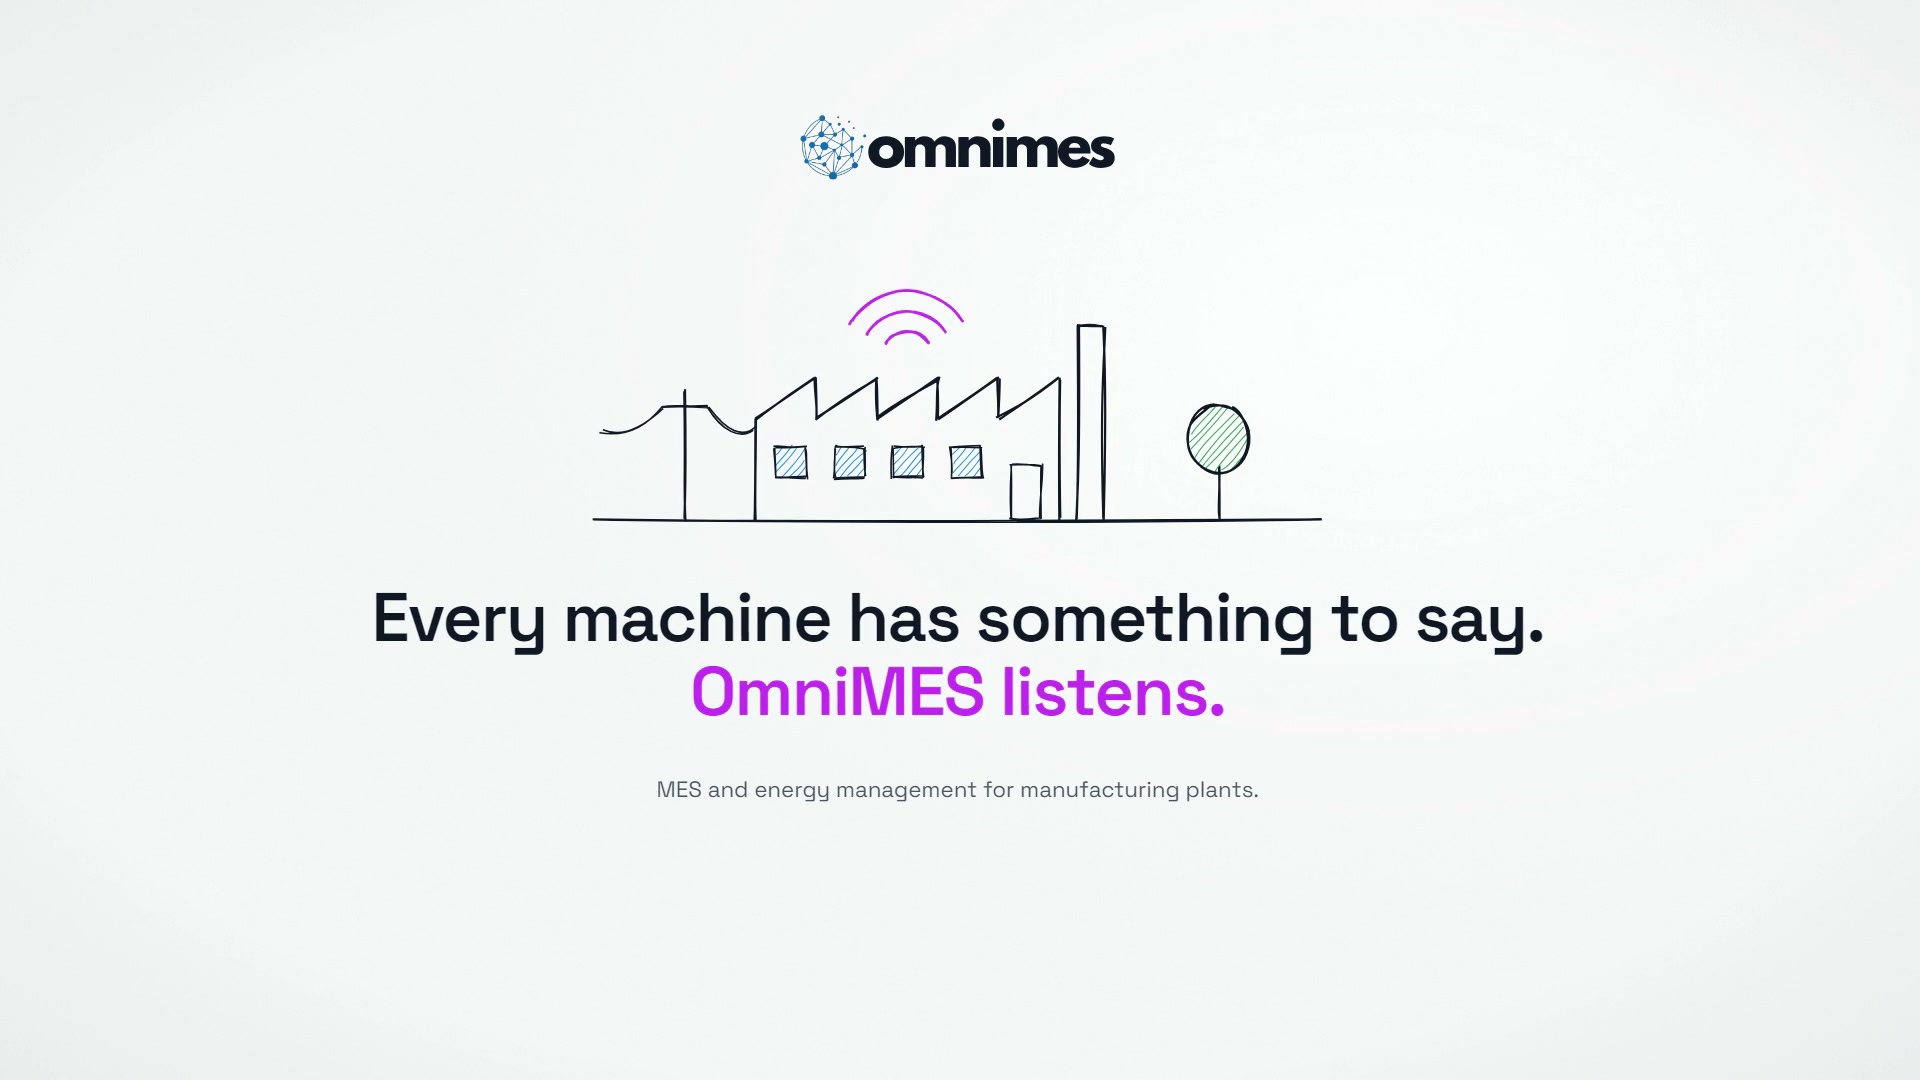 omnimes
Every machine has something to say.
OmniMES listens.
MES and energy management for manufacturing plants.